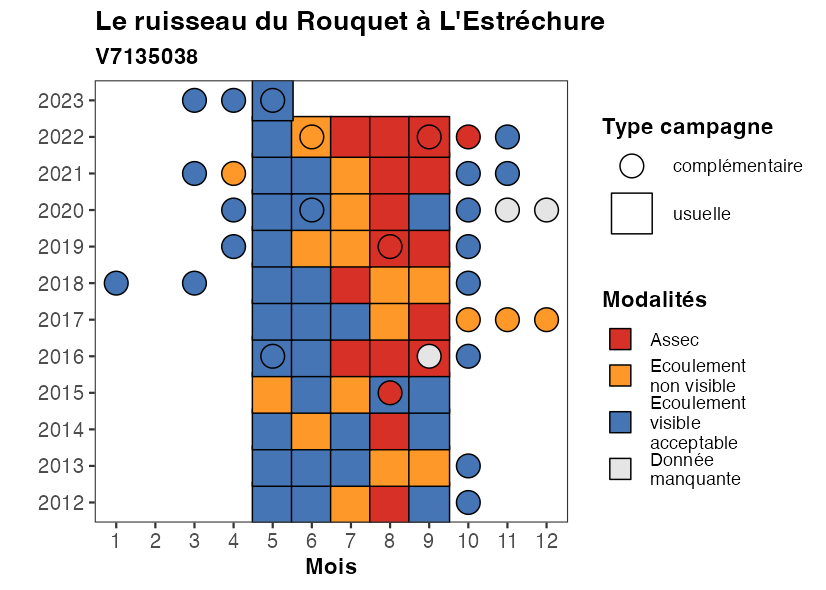 Le ruisseau du Rouquet à L'Estréchure
V7135038
2023
2022
2021
2020
2019
2018
2017
2016
2015
2014
2013
2012
1 2 3 4 5 6 7 8 9 10 11 12
Mois
Type campagne
complémentaire
usuelle
Modalités
Assec
Ecoulement
non visible
Ecoulement
visible
acceptable
Donnée
manquante